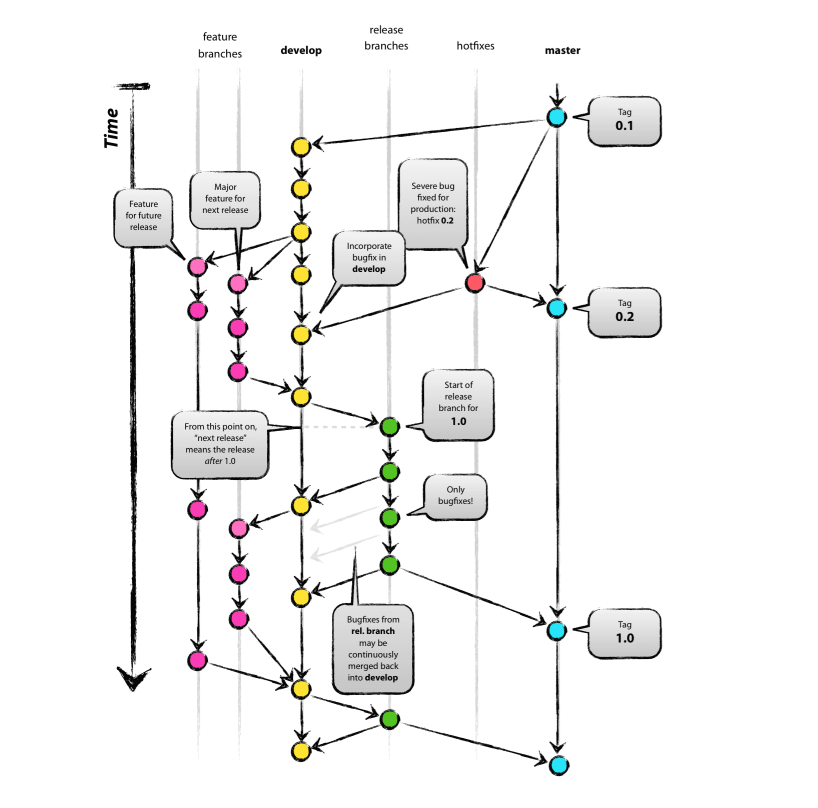 feature
branches
develop
release
branches
hotfixes
master
Time
Tag
0.1
Feature
for future
release
Major
feature for
next release
Severe bug
fixed for
production:
hotfix 0.2
Incorporate
bugfix in
develop
Tag
0.2
Start of
release
branch for
1.0
From this point on,
“next release”
means the release
after 1.0
Only
bugfixes!
Bugfixes from
rel. branch
may be
continuously
merged back
into develop
Tag
1.0